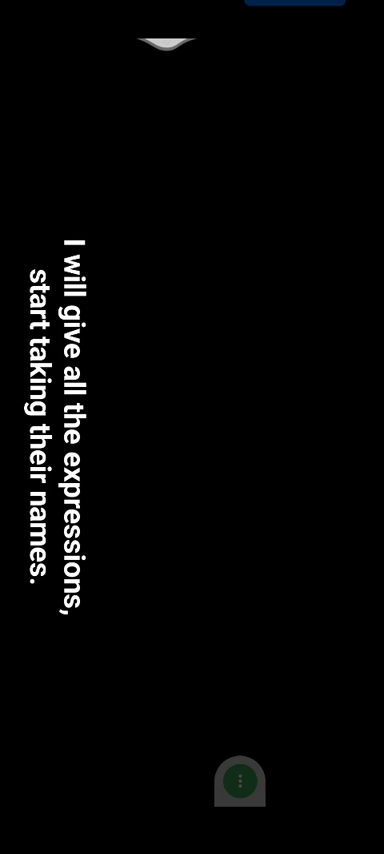 I will give all the expressions,
start taking their names.